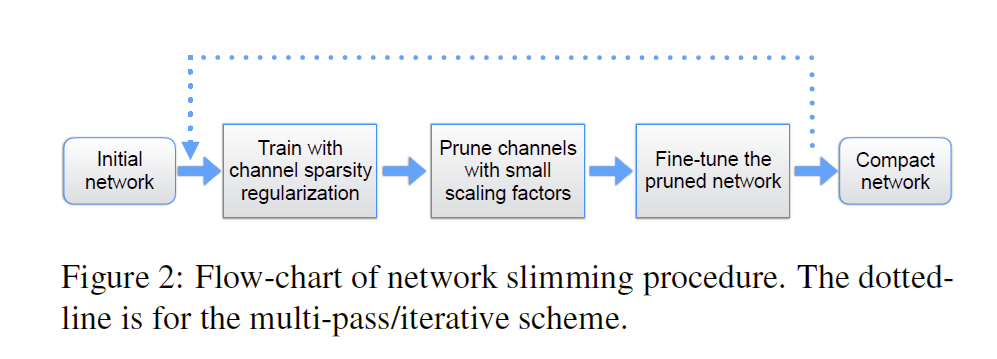 Initial
network
Train with
channel sparsity
regularization
Prune channels
with small
scaling factors
Fine-tune the
pruned network
Compact
network
Figure 2: Flow-chart of network slimming procedure. The dotted-
line is for the multi-pass/iterative scheme.